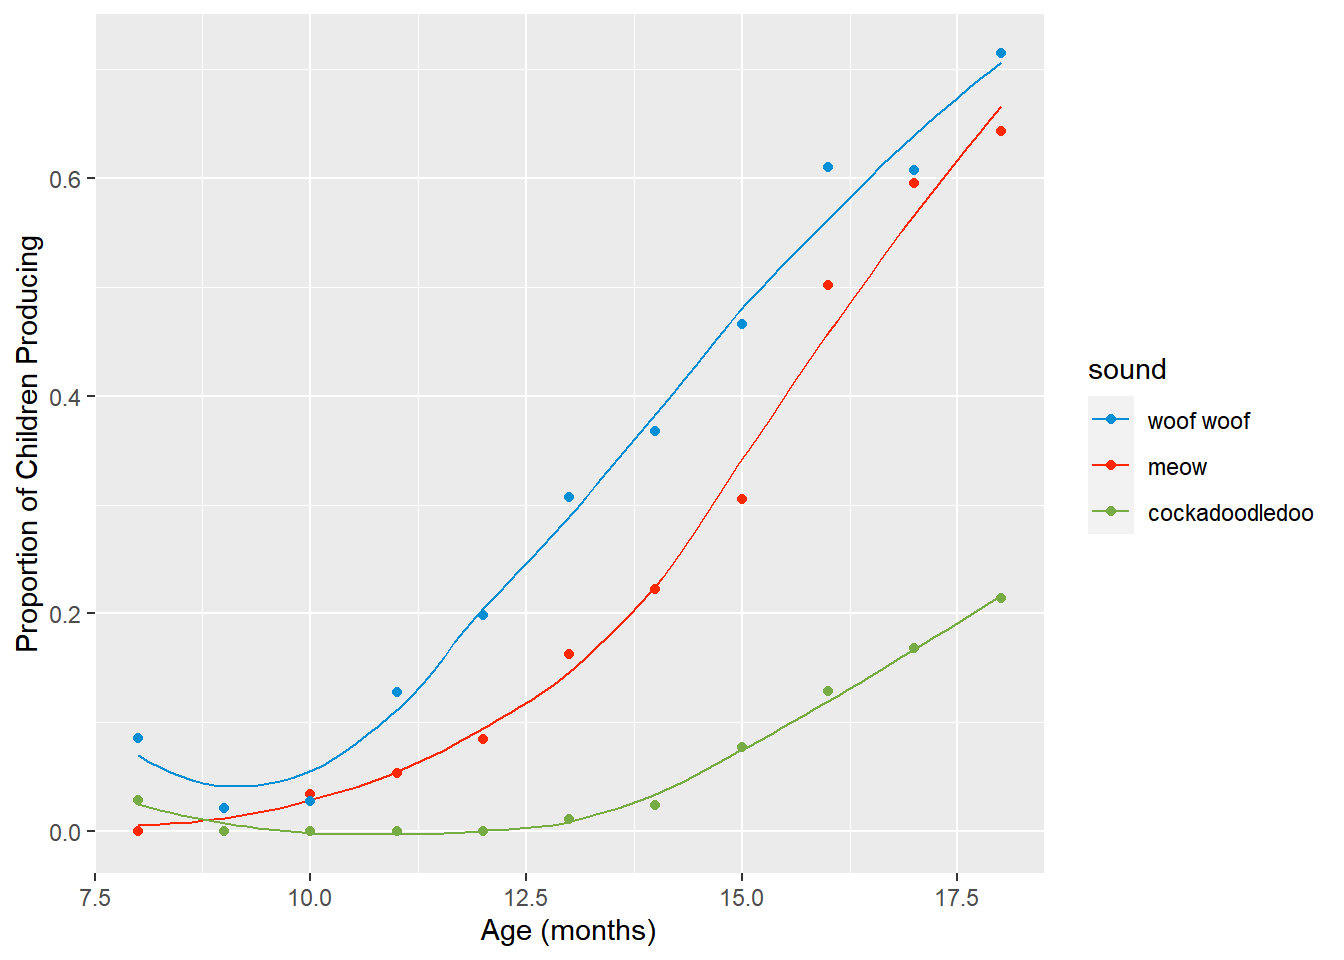 Proportion of Children Producing
0.6
0.4
0.2
0.0
7.5 10.0 12.5 15.0 17.5
Age (months)
sound
woof woof
meow
cockadoodledoo